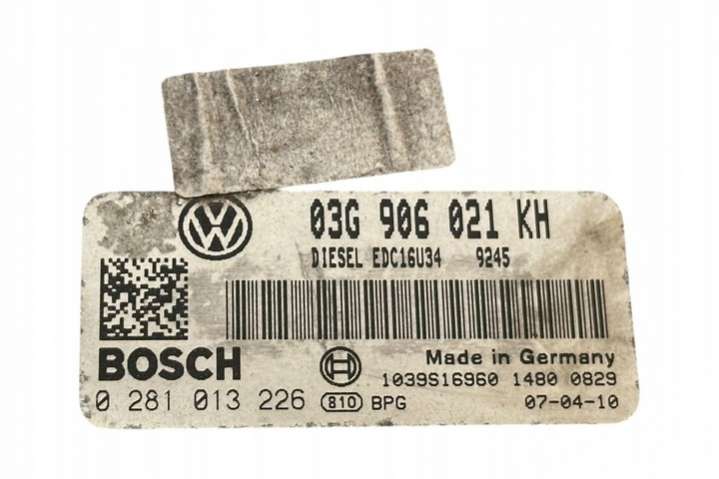 03G 906 021 KH
DIESEL EDC16U34 9245
BOSCH
Made in Germany
1039S16960 1480 0829
0 281 013 226 810 BPG 07-04-10